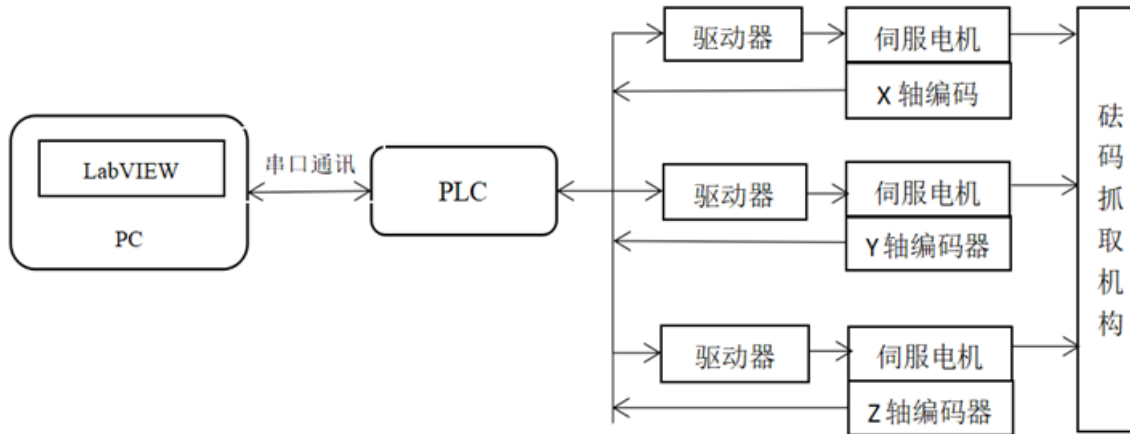 LabVIEW
PC
串口通讯
PLC
驱动器
伺服电机
X 轴编码
驱动器
伺服电机
Y 轴编码器
驱动器
伺服电机
Z 轴编码器
砝
码
抓
取
机
构